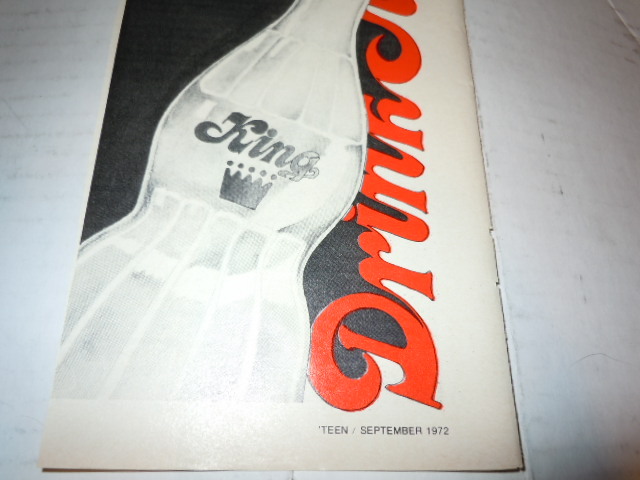 King
'TEEN / SEPTEMBER 1972